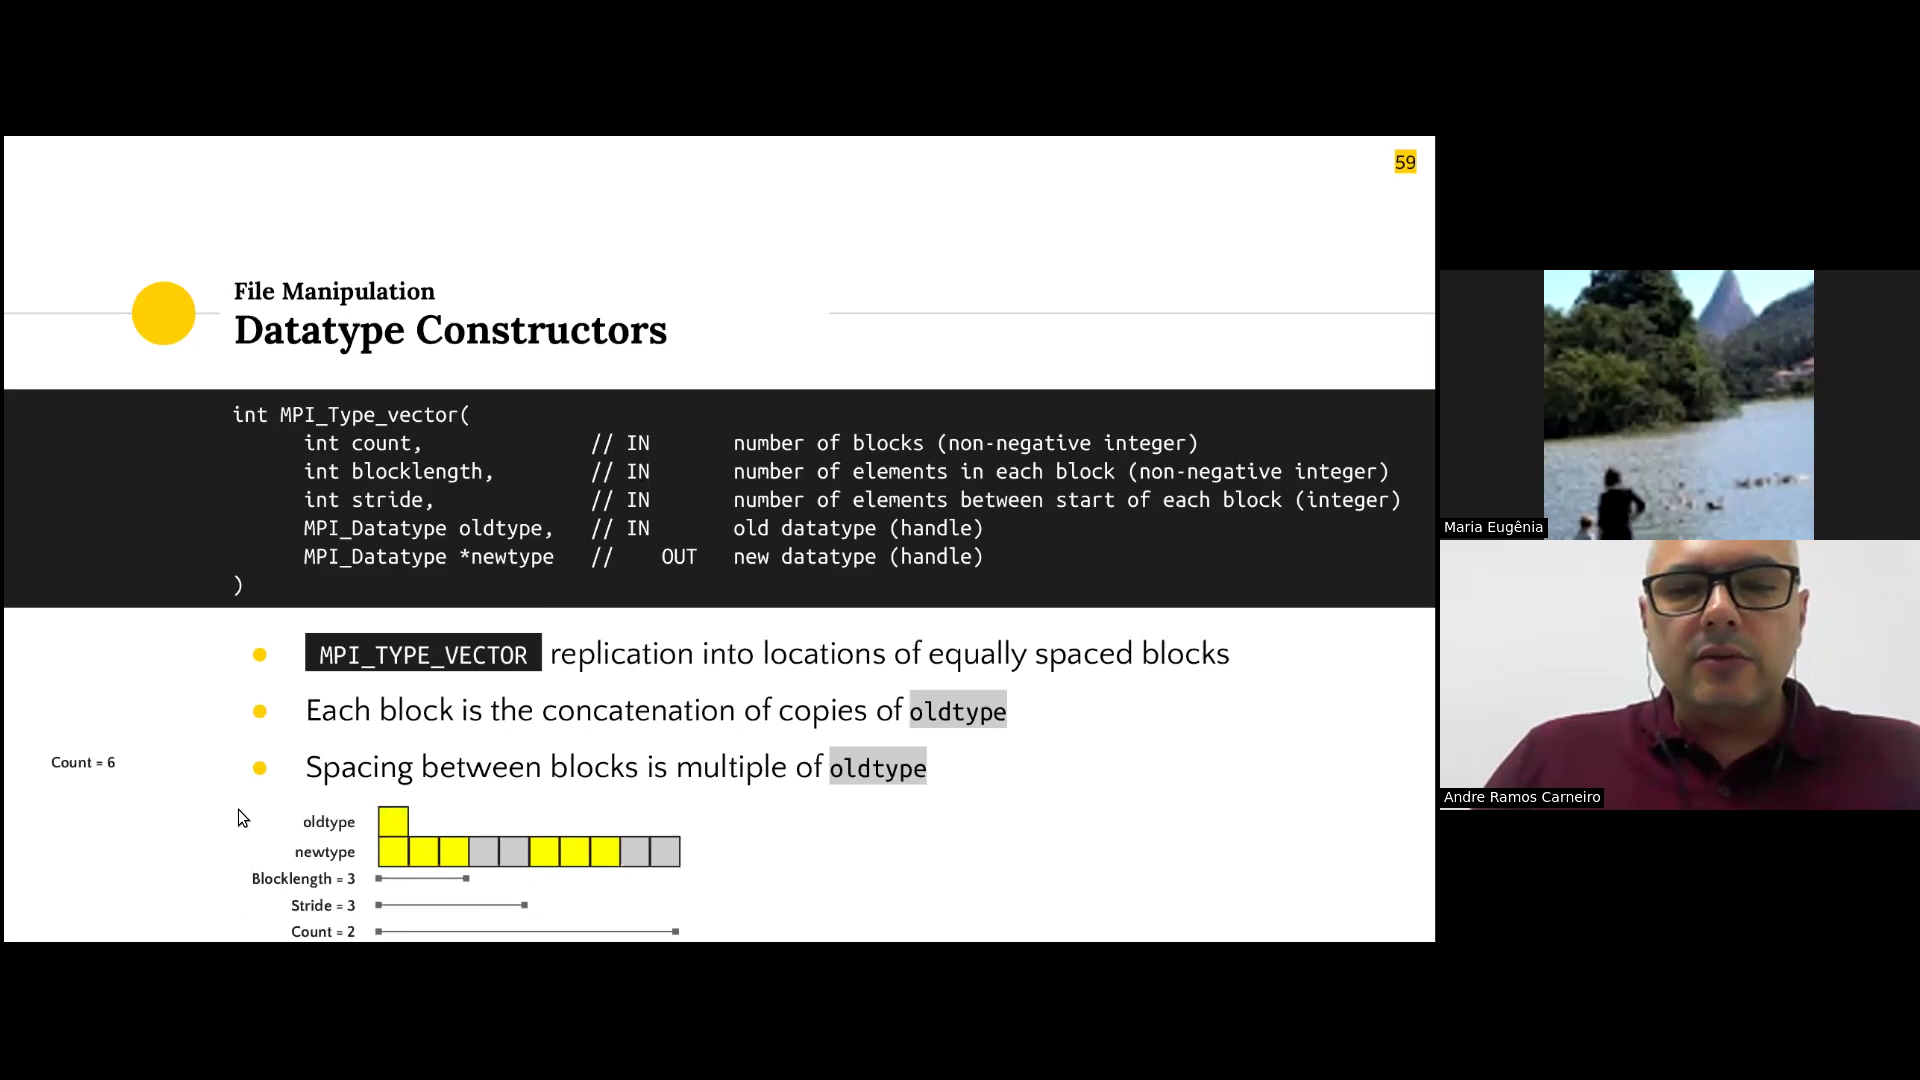 59
File Manipulation
Datatype Constructors
int MPI_Type_vector(
int count, // IN number of blocks (non-negative integer)
int blocklength, // IN number of elements in each block (non-negative integer)
int stride, // IN number of elements between start of each block (integer)
MPI_Datatype oldtype, // IN old datatype (handle)
MPI_Datatype *newtype // OUT new datatype (handle)
)
MPI_TYPE_VECTOR replication into locations of equally spaced blocks
Each block is the concatenation of copies of oldtype
Count = 6
Spacing between blocks is multiple of oldtype
oldtype
newtype
Blocklength = 3
Stride = 3
Count = 2
Maria Eugênia
Andre Ramos Carneiro